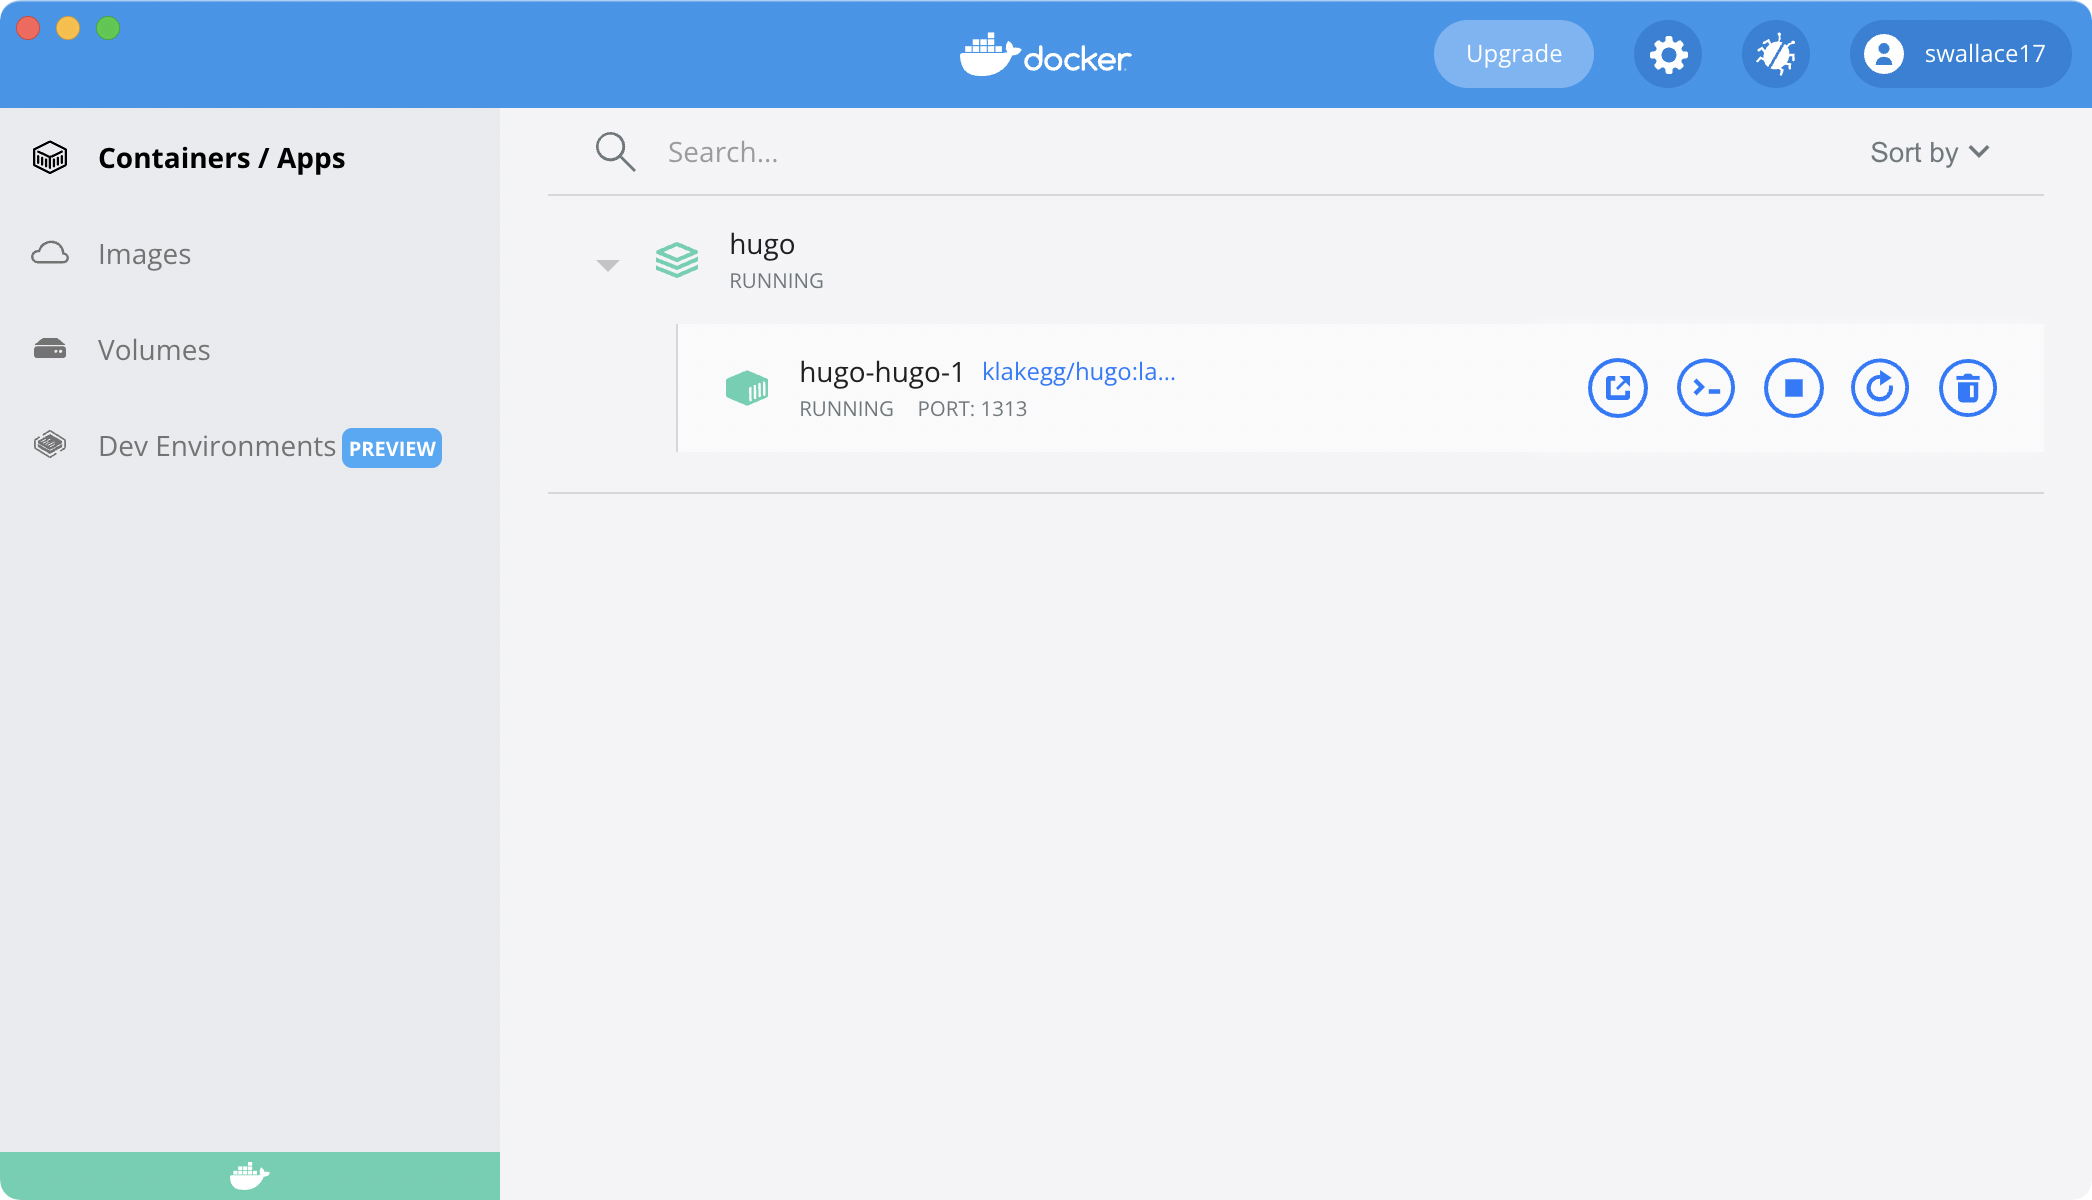 docker
Upgrade
swallace17
Containers / Apps
Images
Volumes
Dev Environments PREVIEW
Search...
Sort by
hugo
RUNNING
hugo-hugo-1 klakegg/hugo:la...
RUNNING PORT: 1313